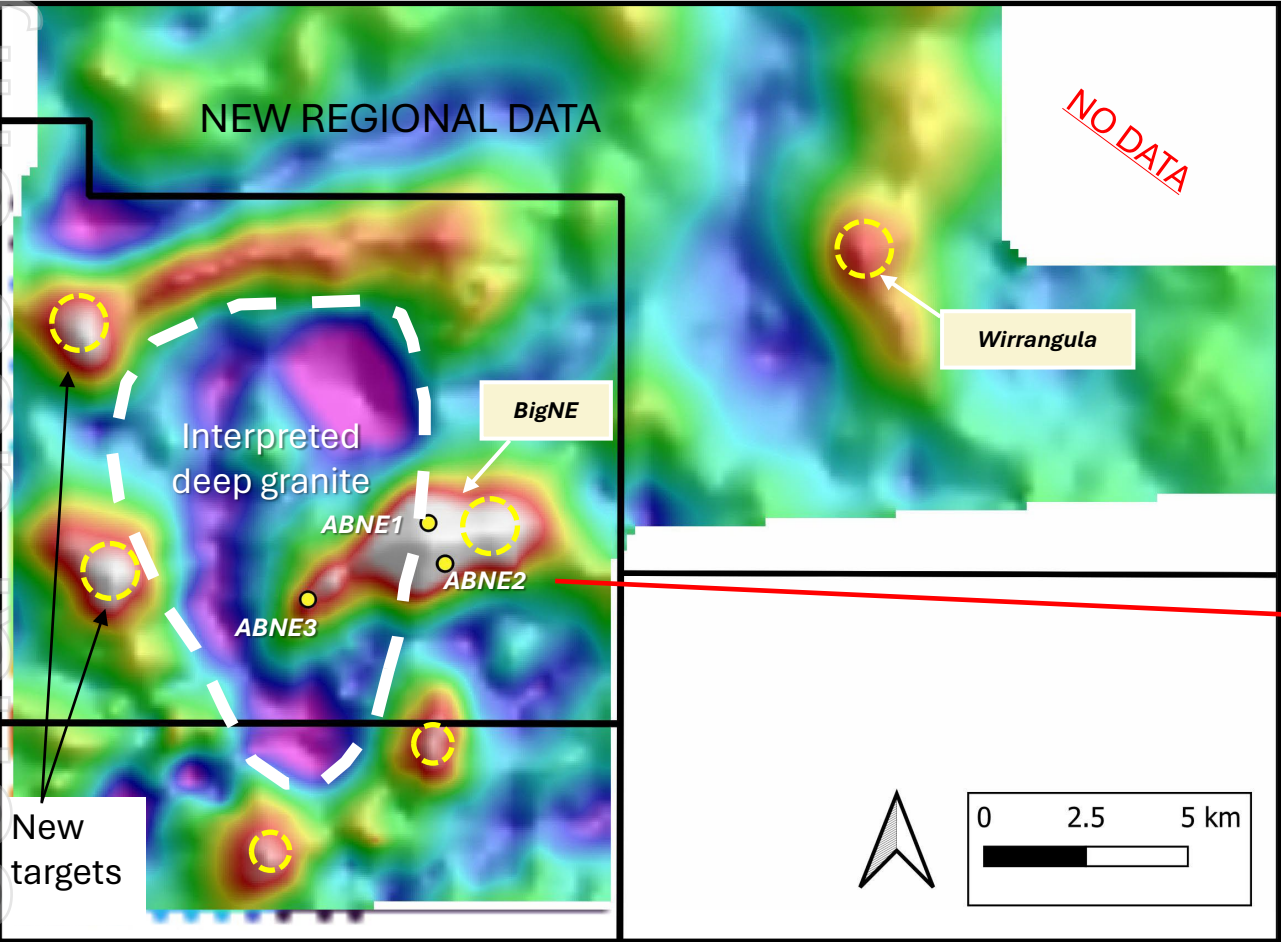 NEW REGIONAL DATA
NO DATA
Wirrangula
BigNE
Interpreted
deep granite
ABNE1
ABNE2
ABNE3
New
targets
0 2.5 5 km